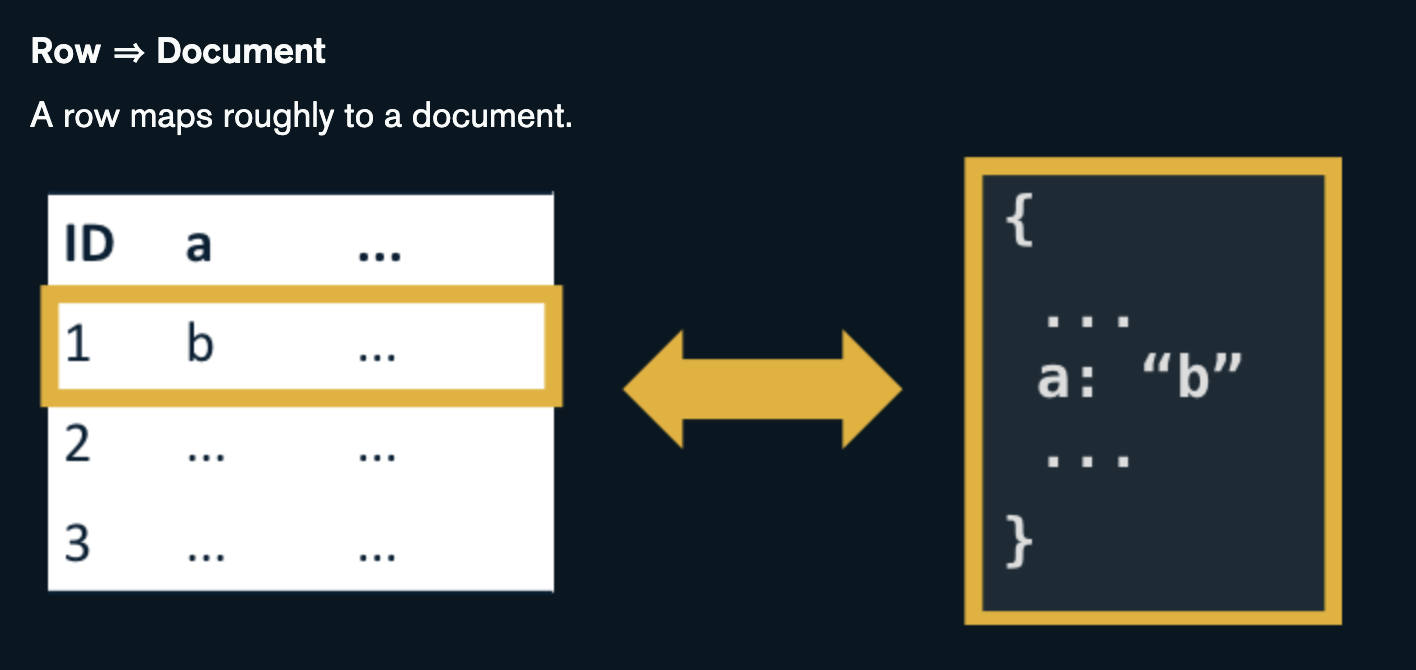 Row ⇒ Document
A row maps roughly to a document.
ID a ...
1 b ...
2 ... ...
3 ... ...
{
...
a: “b”
...
}